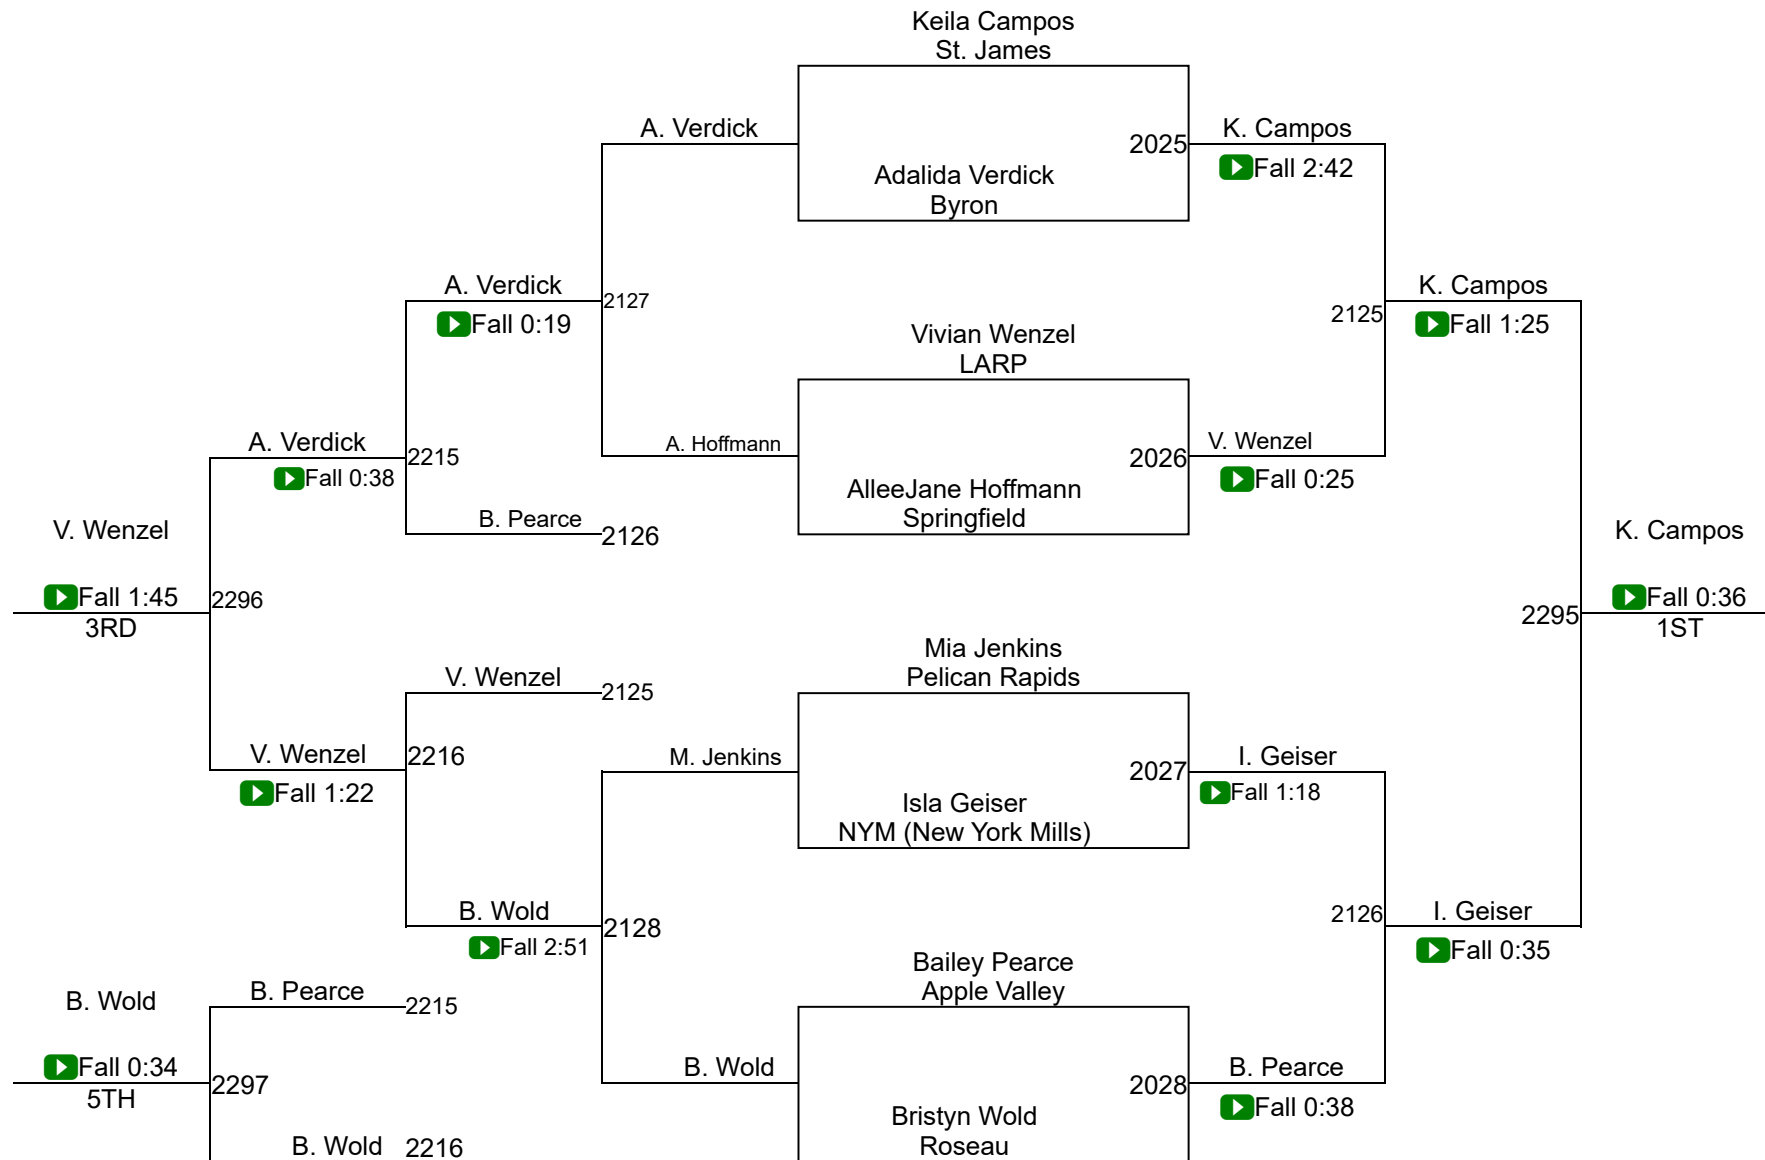 Keila Campos
St. James
A. Verdick
2025
K. Campos
Fall 2:42
Adalida Verdick
Byron
A. Verdick
2127
Fall 0:19
K. Campos
2125
Fall 1:25
Vivian Wenzel
LARP
A. Verdick
2215
Fall 0:38
A. Hoffmann
2026
V. Wenzel
Fall 0:25
AlleeJane Hoffmann
Springfield
B. Pearce
2126
V. Wenzel
Fall 1:45
3RD
2296
K. Campos
2295
Fall 0:36
1ST
Mia Jenkins
Pelican Rapids
V. Wenzel
2125
V. Wenzel
2216
Fall 1:22
M. Jenkins
2027
I. Geiser
Fall 1:18
Isla Geiser
NYM (New York Mills)
B. Wold
2128
Fall 2:51
2126
I. Geiser
Fall 0:35
Bailey Pearce
Apple Valley
B. Wold
B. Pearce
2215
Fall 0:34
5TH
2297
B. Wold
2028
B. Pearce
Fall 0:38
Bristyn Wold
Roseau
B. Wold
2216